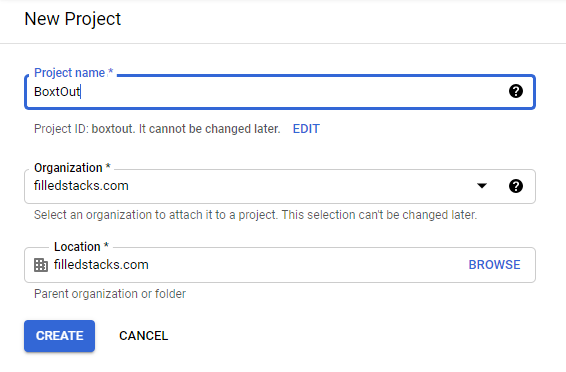 New Project
Project name *
BoxtOut
Project ID: boxtout. It cannot be changed later. EDIT
Organization *
filledstacks.com
Select an organization to attach it to a project. This selection can't be changed later.
Location *
filledstacks.com BROWSE
Parent organization or folder
CREATE CANCEL